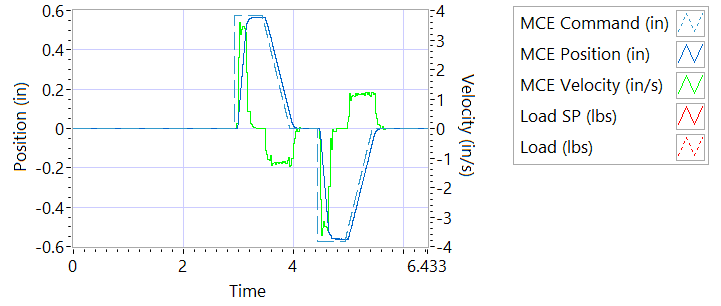 0.6
0.4
0.2
0
-0.2
-0.4
-0.6
Position (in)
4
3
2
1
0
-1
-2
-3
-4
Velocity (in/s)
0
2
4
6.433
Time
MCE Command (in)
MCE Position (in)
MCE Velocity (in/s)
Load SP (lbs)
Load (lbs)